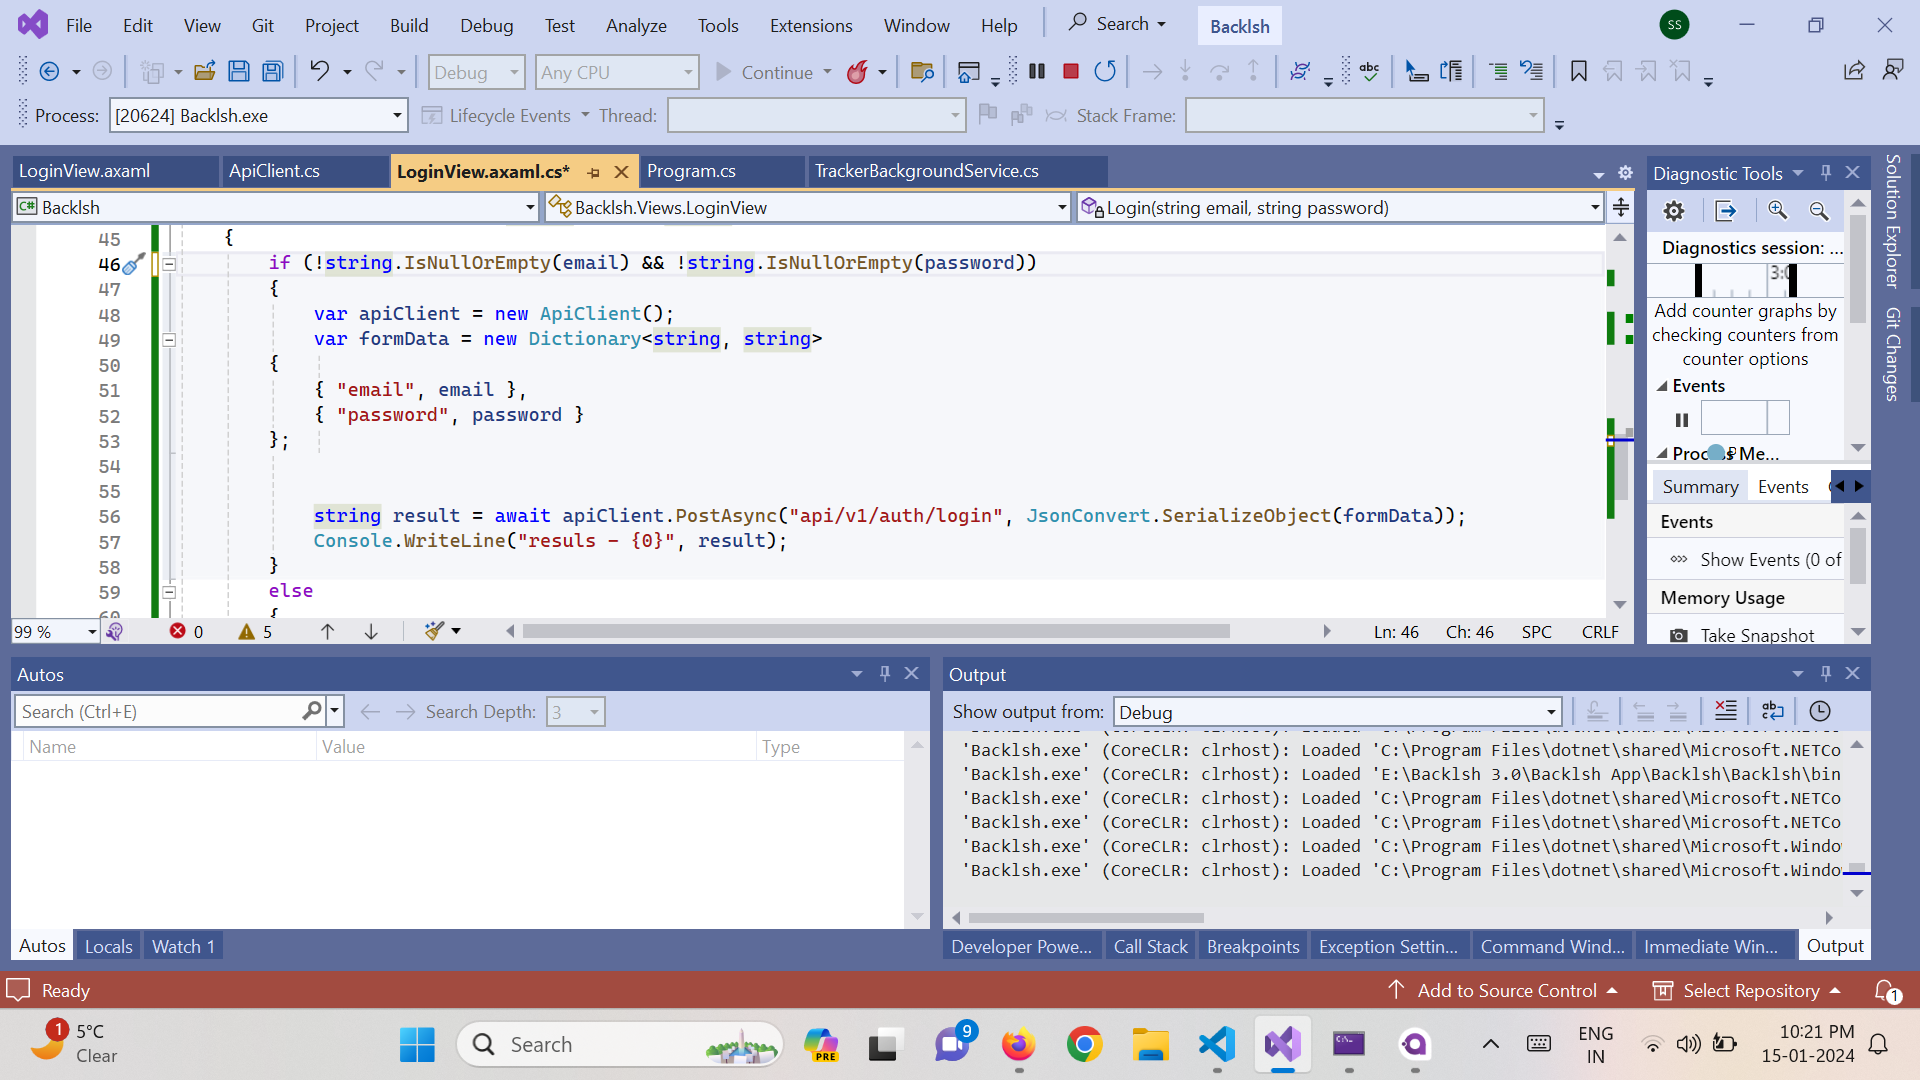 File Edit View Git Project Build Debug Test Analyze Tools Extensions Window Help Search Backlsh SS
Debug Any CPU Continue
Process: [20624] Backlsh.exe Lifecycle Events Thread: Stack Frame:
LoginView.axaml ApiClient.cs LoginView.axaml.cs* Program.cs TrackerBackgroundService.cs
Backlsh Backlsh.Views.LoginView Login(string email, string password)
45 {
46 if (!string.IsNullOrEmpty(email) && !string.IsNullOrEmpty(password))
47 {
48 var apiClient = new ApiClient();
49 var formData = new Dictionary<string, string>
50 {
51 { "email", email },
52 { "password", password }
53 };
54
55
56 string result = await apiClient.PostAsync("api/v1/auth/login", JsonConvert.SerializeObject(formData));
57 Console.WriteLine("resuls - {0}", result);
58 }
59 else
60 {
99 % 0 5 Ln: 46 Ch: 46 SPC CRLF
Diagnostic Tools
Diagnostics session: ...
Add counter graphs by
checking counters from
counter options
Events
Process Me...
Summary Events
Events
Show Events (0 of
Memory Usage
Take Snapshot
Solution Explorer
Git Changes
Autos
Search (Ctrl+E) Search Depth: 3
Name Value Type
Autos Locals Watch 1
Output
Show output from: Debug
'Backlsh.exe' (CoreCLR: clrhost): Loaded 'C:\Program Files\dotnet\shared\Microsoft.NETCo
'Backlsh.exe' (CoreCLR: clrhost): Loaded 'E:\Backlsh 3.0\Backlsh App\Backlsh\Backlsh\bin
'Backlsh.exe' (CoreCLR: clrhost): Loaded 'C:\Program Files\dotnet\shared\Microsoft.NETCo
'Backlsh.exe' (CoreCLR: clrhost): Loaded 'C:\Program Files\dotnet\shared\Microsoft.NETCo
'Backlsh.exe' (CoreCLR: clrhost): Loaded 'C:\Program Files\dotnet\shared\Microsoft.Windo
'Backlsh.exe' (CoreCLR: clrhost): Loaded 'C:\Program Files\dotnet\shared\Microsoft.Windo
Developer Powe... Call Stack Breakpoints Exception Settin... Command Wind... Immediate Win... Output
Ready Add to Source Control Select Repository 1
1 5°C
Clear
Search PRE 9
ENG
IN
10:21 PM
15-01-2024